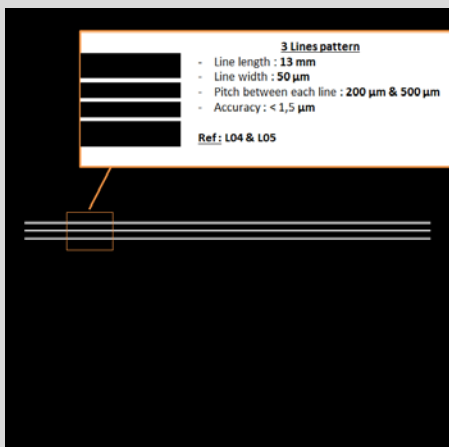 3 Lines pattern
- Line length : 13 mm
- Line width : 50 µm
- Pitch between each line : 200 µm & 500 µm
- Accuracy : < 1,5 µm
Ref : L04 & L05